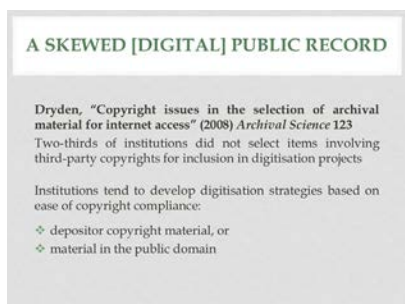 A SKEWED [DIGITAL] PUBLIC RECORD
Dryden, "Copyright issues in the selection of archival
material for internet access" (2008) Archival Science 123
Two-thirds of institutions did not select items involving
third-party copyrights for inclusion in digitisation projects
Institutions tend to develop digitisation strategies based on
ease of copyright compliance:
❖ depositor copyright material, or
❖ material in the public domain